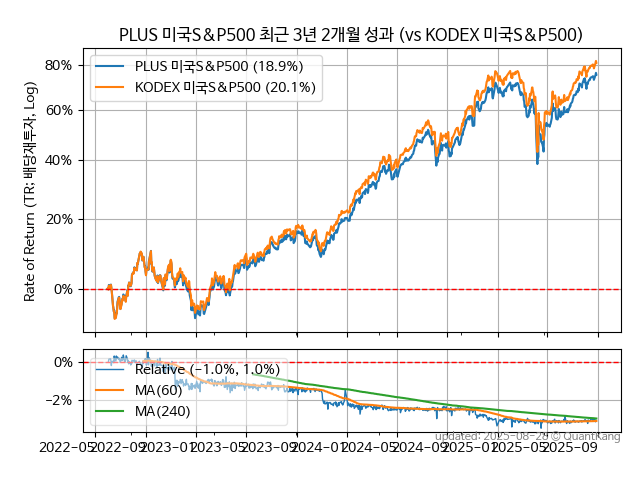 PLUS 미국S&P500 최근 3년 2개월 성과 (vs KODEX 미국S&P500)
Rate of Return (TR: 배당재투자, Log)
80%
60%
40%
20%
0%
PLUS 미국S&P500 (18.9%)
KODEX 미국S&P500 (20.1%)
0%
−2%
Relative (−1.0%, 1.0%)
MA(60)
MA(240)
updated: 2025-08-28 © QuantKang
2022-05 2022-09 2023-01 2023-05 2023-09 2024-01 2024-05 2024-09 2025-01 2025-05 2025-09